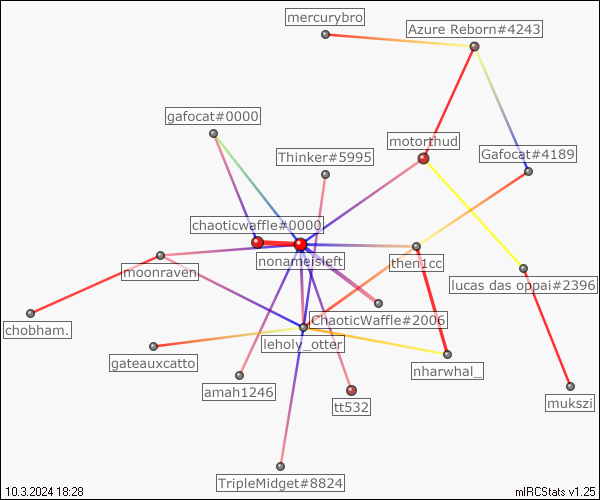 mercurybro
Azure Reborn#4243
gafocat#0000
motorthud
Thinker#5995
Gafocat#4189
chaoticwaffle#0000
nonameisleft
then1cc
moonraven
lucas das oppai#2396
chobham.
ChaoticWaffle#2006
leholy_otter
gateauxcatto
nharwhal_
amah1246
tt532
mukszi
TripleMidget#8824
10.3.2024 18:28
mIRCStats v1.25